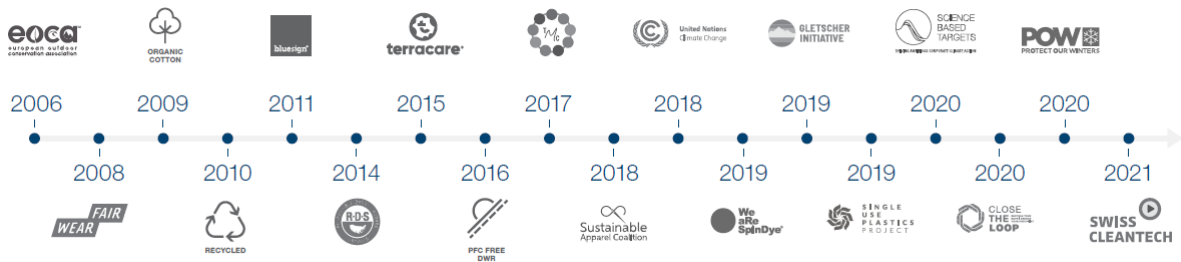 eoca
european outdoor
conservation association
ORGANIC
COTTON
bluesign®
terracare®
United Nations
Climate Change
GLETSCHER
INITIATIVE
SCIENCE
BASED
TARGETS
POW
PROTECT OUR WINTERS
2006
2009
2011
2015
2017
2018
2019
2020
2020
2008
2010
2014
2016
2018
2019
2019
2020
2021
FAIR
WEAR
RECYCLED
R·D·S
PFC FREE
DWR
Sustainable
Apparel Coalition
We
aRe
SpinDye®
SINGLE
USE
PLASTICS
PROJECT
CLOSE
THE
LOOP
SWISS
CLEANTECH